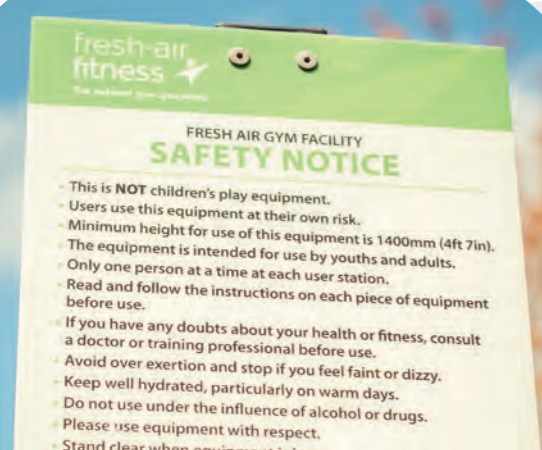 fresh-air
fitness
The outdoor gym specialists
FRESH AIR GYM FACILITY
SAFETY NOTICE
- This is NOT children's play equipment.
- Users use this equipment at their own risk.
- Minimum height for use of this equipment is 1400mm (4ft 7in).
- The equipment is intended for use by youths and adults.
- Only one person at a time at each user station.
- Read and follow the instructions on each piece of equipment
before use.
- If you have any doubts about your health or fitness, consult
a doctor or training professional before use.
- Avoid over exertion and stop if you feel faint or dizzy.
- Keep well hydrated, particularly on warm days.
- Do not use under the influence of alcohol or drugs.
- Please use equipment with respect.
- Stand clear when equipment